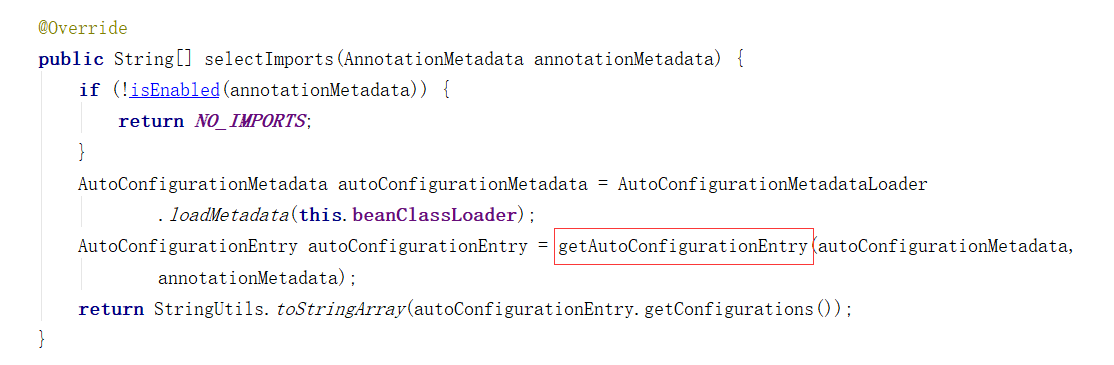 @Override
public String[] selectImports(AnnotationMetadata annotationMetadata) {
if (!isEnabled(annotationMetadata)) {
return NO_IMPORTS;
}
AutoConfigurationMetadata autoConfigurationMetadata = AutoConfigurationMetadataLoader
.loadMetadata(this.beanClassLoader);
AutoConfigurationEntry autoConfigurationEntry = getAutoConfigurationEntry(autoConfigurationMetadata,
annotationMetadata);
return StringUtils.toStringArray(autoConfigurationEntry.getConfigurations());
}